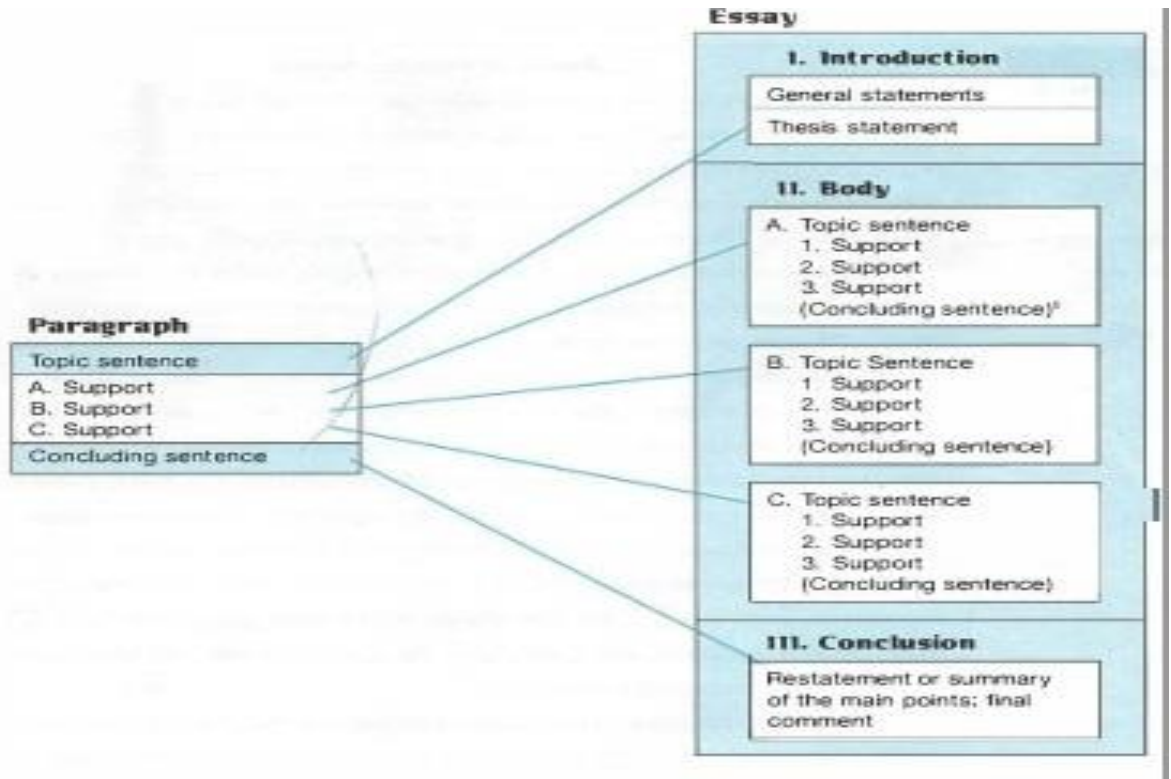 Essay
I. Introduction
General statements
Thesis statement
II. Body
A. Topic sentence
1. Support
2. Support
3. Support
(Concluding sentence)
B. Topic Sentence
1 Support
2. Support
3. Support
(Concluding sentence)
C. Topic sentence
1. Support
2. Support
3. Support
(Concluding sentence)
III. Conclusion
Restatement or summary
of the main points; final
comment
Paragraph
Topic sentence
A. Support
B. Support
C. Support
Concluding sentence